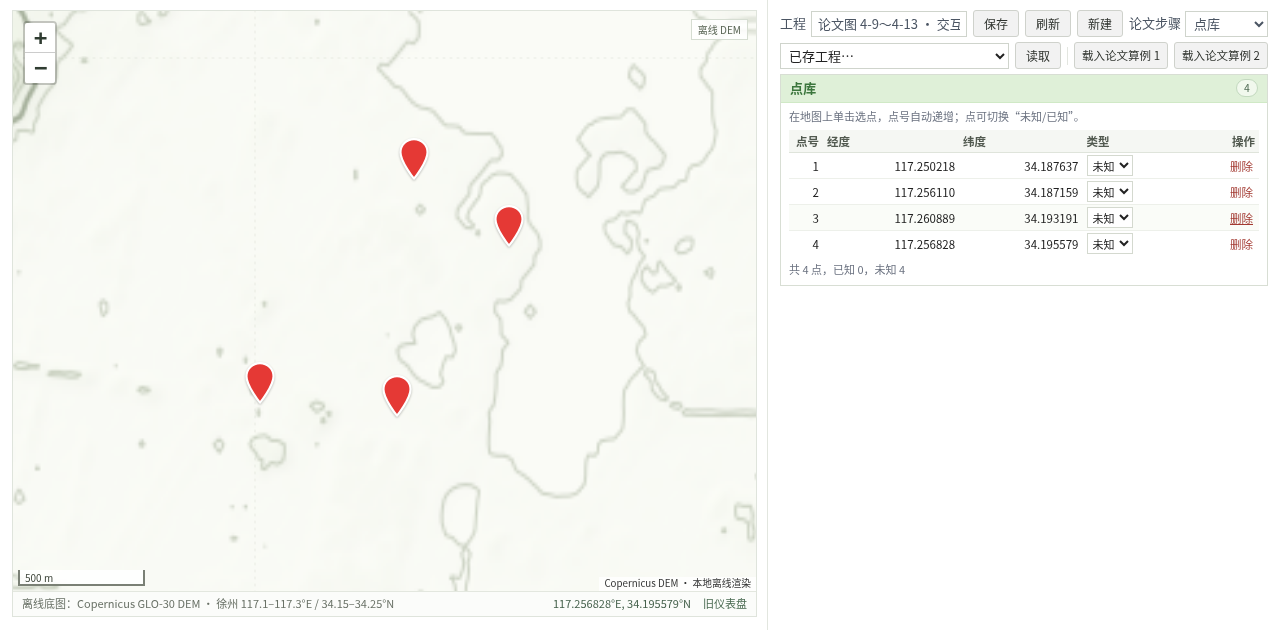 +
−
离线 DEM
500 m
Copernicus DEM · 本地离线渲染
离线底图：Copernicus GLO-30 DEM · 徐州 117.1–117.3°E / 34.15–34.25°N
117.256828°E, 34.195579°N 旧仪表盘
工程 论文图 4-9～4-13 · 交互 保存 刷新 新建 论文步骤 点库
已存工程… 读取 载入论文算例 1 载入论文算例 2
点库 4
在地图上单击选点，点号自动递增；点可切换“未知/已知”。
点号 经度 纬度 类型 操作
1 117.250218 34.187637 未知 删除
2 117.256110 34.187159 未知 删除
3 117.260889 34.193191 未知 删除
4 117.256828 34.195579 未知 删除
共 4 点，已知 0，未知 4